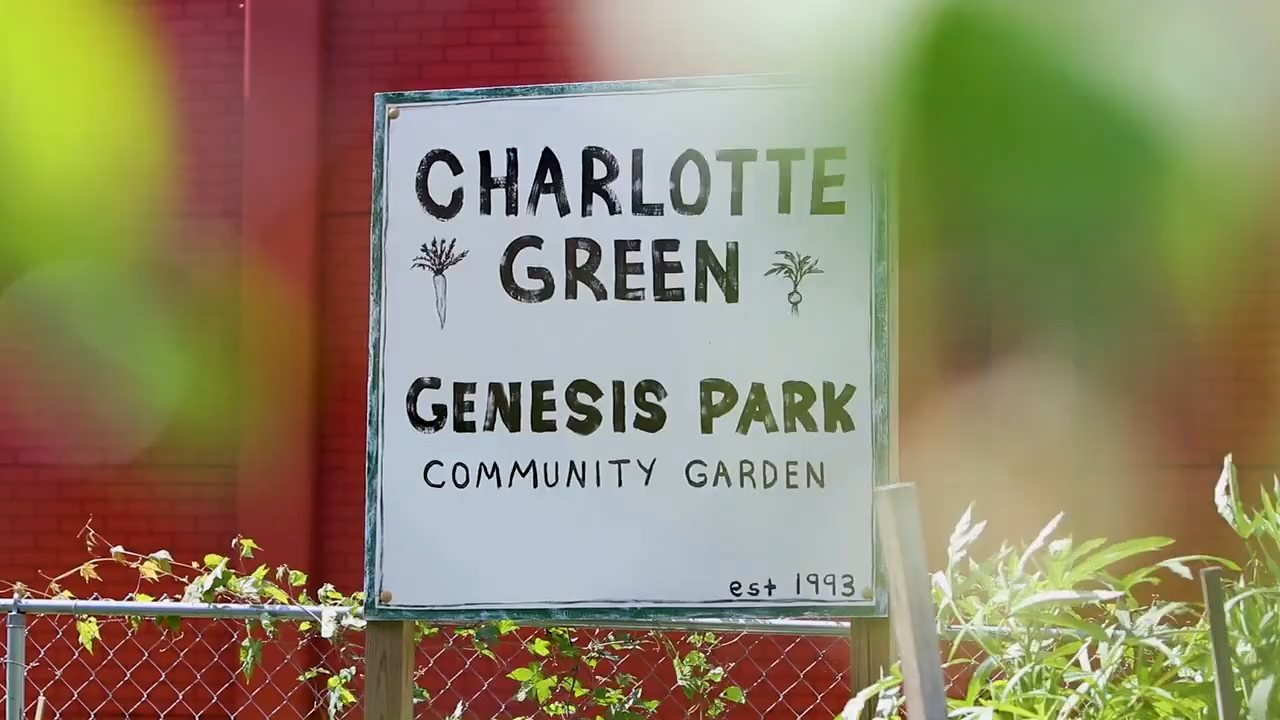 CHARLOTTE
GREEN
GENESIS PARK
COMMUNITY GARDEN
est 1993